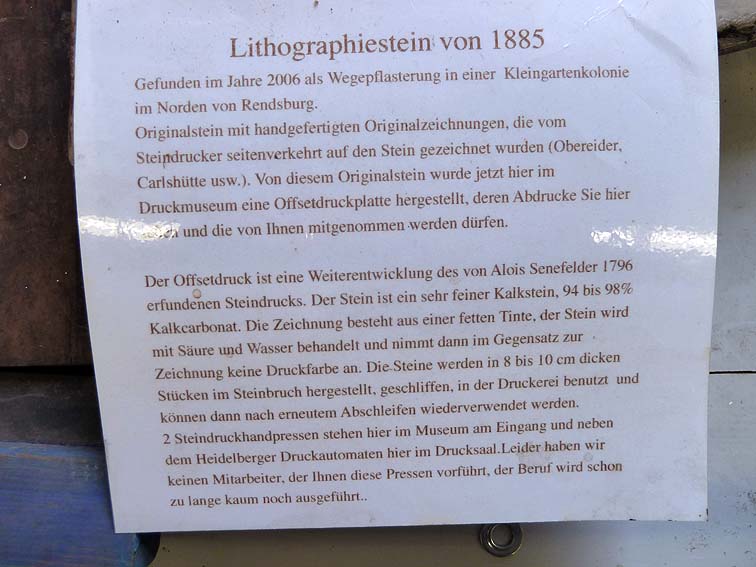 Lithographiestein von 1885
Gefunden im Jahre 2006 als Wegepflasterung in einer Kleingartenkolonie
im Norden von Rendsburg.
Originalstein mit handgefertigten Originalzeichnungen, die vom
Steindrucker seitenverkehrt auf den Stein gezeichnet wurden (Obereider,
Carlshütte usw.). Von diesem Originalstein wurde jetzt hier im
Druckmuseum eine Offsetdruckplatte hergestellt, deren Abdrucke Sie hier
und die von Ihnen mitgenommen werden dürfen.
Der Offsetdruck ist eine Weiterentwicklung des von Alois Senefelder 1796
erfundenen Steindrucks. Der Stein ist ein sehr feiner Kalkstein, 94 bis 98%
Kalkcarbonat. Die Zeichnung besteht aus einer fetten Tinte, der Stein wird
mit Säure und Wasser behandelt und nimmt dann im Gegensatz zur
Zeichnung keine Druckfarbe an. Die Steine werden in 8 bis 10 cm dicken
Stücken im Steinbruch hergestellt, geschliffen, in der Druckerei benutzt und
können dann nach erneutem Abschleifen wiederverwendet werden.
2 Steindruckhandpressen stehen hier im Museum am Eingang und neben
dem Heidelberger Druckautomaten hier im Drucksaal.Leider haben wir
keinen Mitarbeiter, der Ihnen diese Pressen vorführt, der Beruf wird schon
zu lange kaum noch ausgeführt..